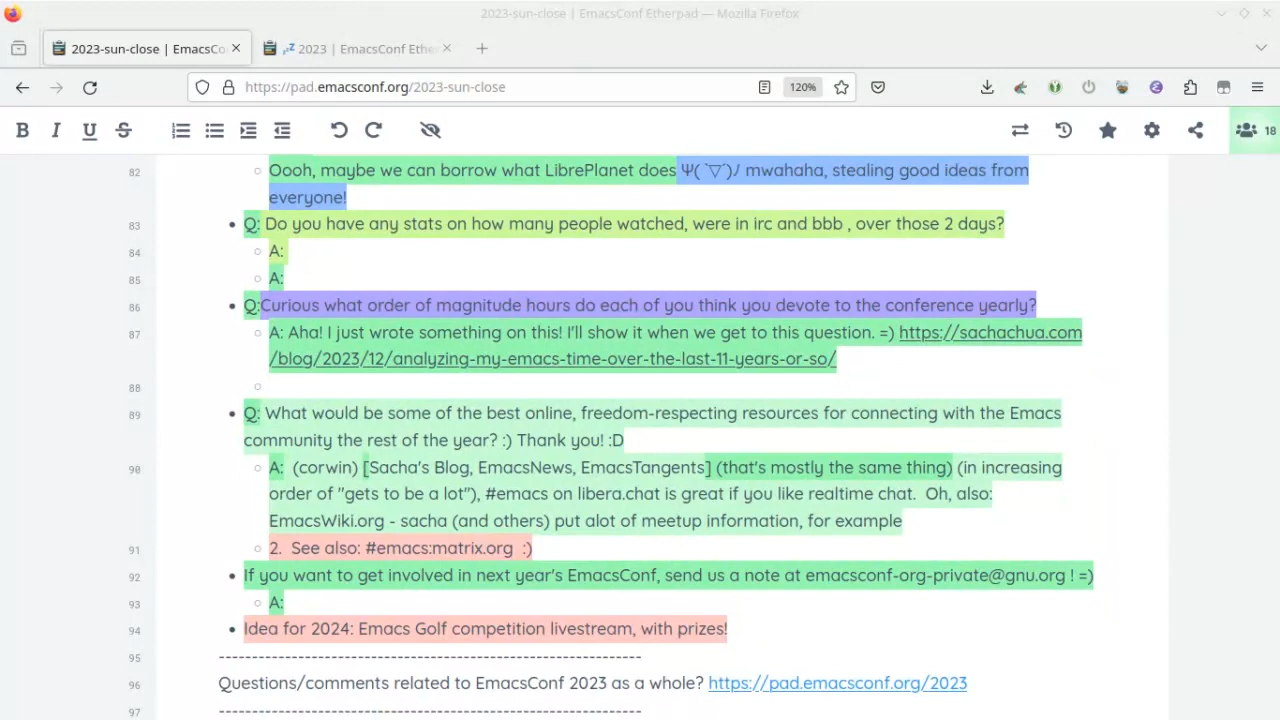 2023-sun-close | EmacsConf Etherpad — Mozilla Firefox
2023-sun-close | EmacsCo
2023 | EmacsConf Ether
https://pad.emacsconf.org/2023-sun-close
120%
B I U S
18
82 Oooh, maybe we can borrow what LibrePlanet does Ψ(`▽´)ﾉ mwahaha, stealing good ideas from
everyone!
83 Q: Do you have any stats on how many people watched, were in irc and bbb , over those 2 days?
84 A:
85 A:
86 Q:Curious what order of magnitude hours do each of you think you devote to the conference yearly?
87 A: Aha! I just wrote something on this! I'll show it when we get to this question. =) https://sachachua.com
/blog/2023/12/analyzing-my-emacs-time-over-the-last-11-years-or-so/
88
89 Q: What would be some of the best online, freedom-respecting resources for connecting with the Emacs
community the rest of the year? :) Thank you! :D
90 A: (corwin) [Sacha's Blog, EmacsNews, EmacsTangents] (that's mostly the same thing) (in increasing
order of "gets to be a lot"), #emacs on libera.chat is great if you like realtime chat. Oh, also:
EmacsWiki.org - sacha (and others) put alot of meetup information, for example
91 2. See also: #emacs:matrix.org :)
92 If you want to get involved in next year's EmacsConf, send us a note at emacsconf-org-private@gnu.org ! =)
93 A:
94 Idea for 2024: Emacs Golf competition livestream, with prizes!
95 ----------------------------------------------------------------
96 Questions/comments related to EmacsConf 2023 as a whole? https://pad.emacsconf.org/2023
97 ----------------------------------------------------------------